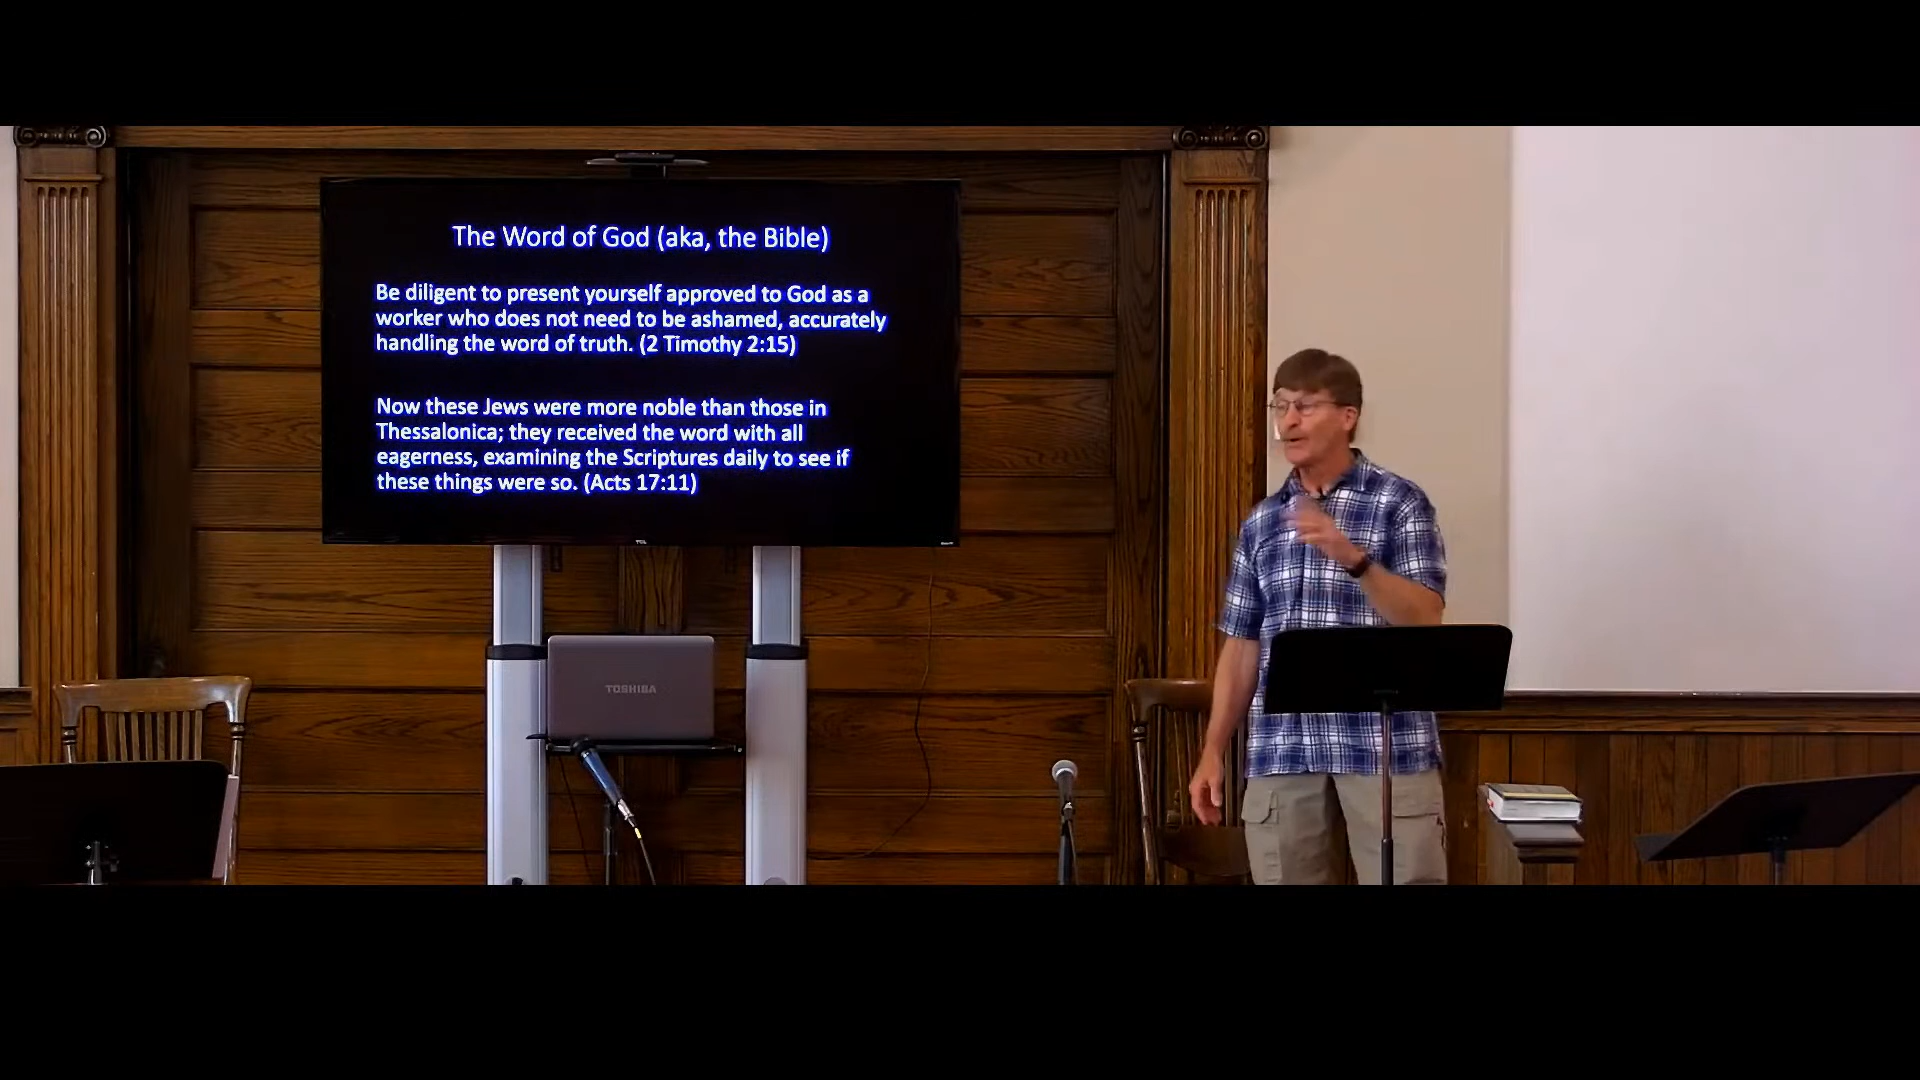 The Word of God (aka, the Bible)
Be diligent to present yourself approved to God as a
worker who does not need to be ashamed, accurately
handling the word of truth. (2 Timothy 2:15)
Now these Jews were more noble than those in
Thessalonica; they received the word with all
eagerness, examining the Scriptures daily to see if
these things were so. (Acts 17:11)
TCL
TOSHIBA